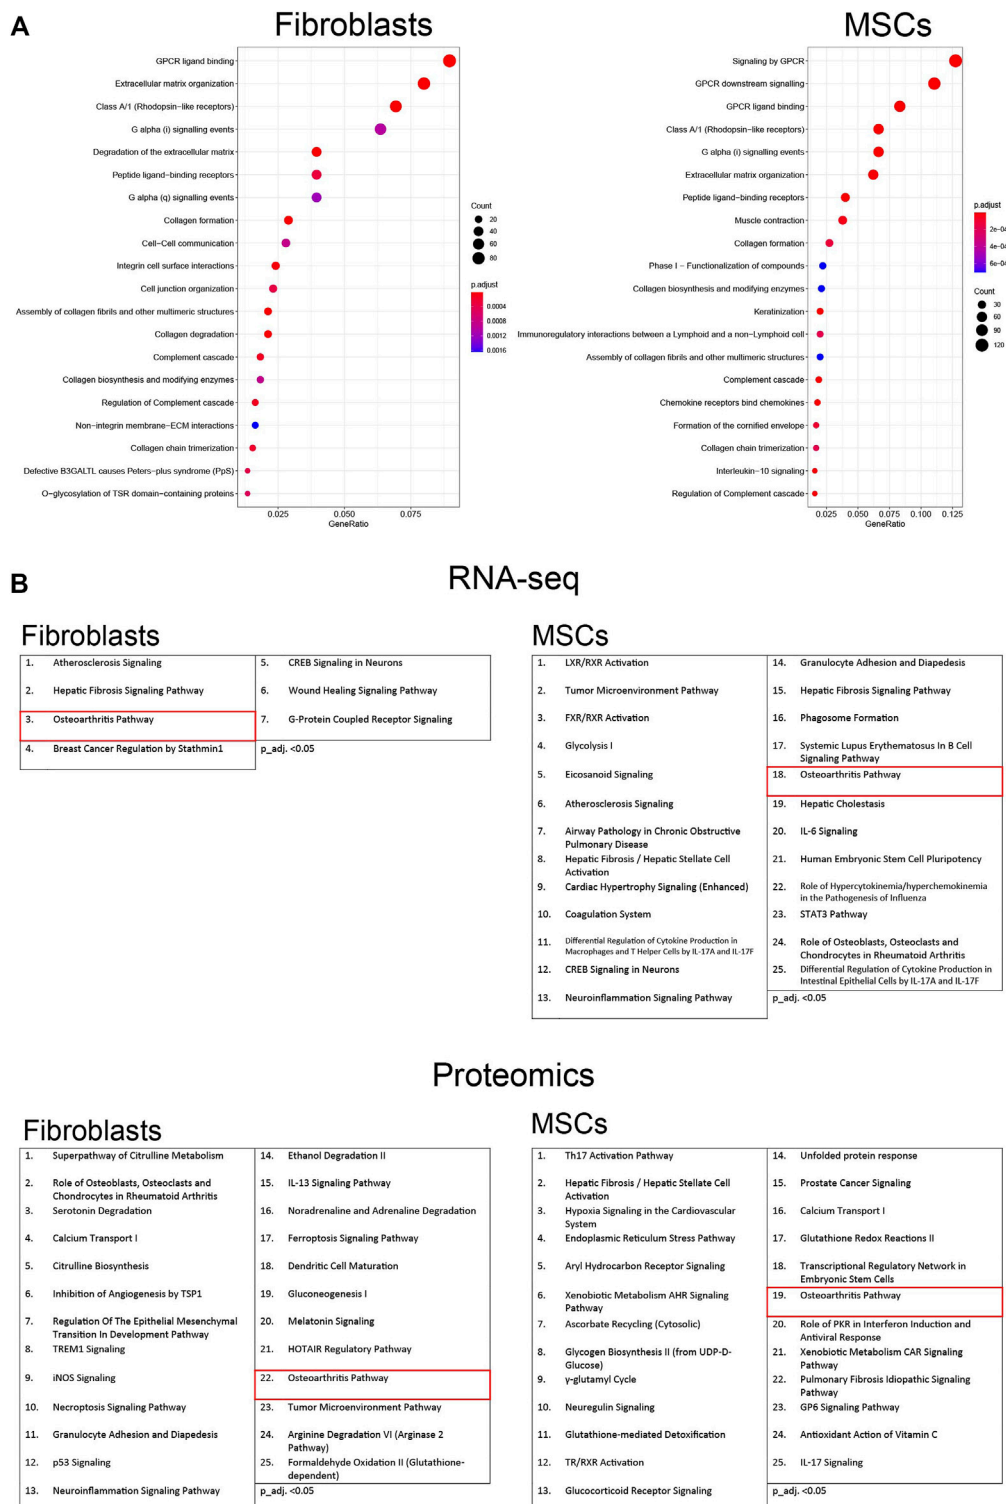 A
Fibroblasts
GPCR ligand binding
Extracellular matrix organization
Class A/1 (Rhodopsin−like receptors)
G alpha (i) signalling events
Degradation of the extracellular matrix
Peptide ligand−binding receptors
G alpha (q) signalling events
Collagen formation
Cell−Cell communication
Integrin cell surface interactions
Cell junction organization
Assembly of collagen fibrils and other multimeric structures
Collagen degradation
Complement cascade
Collagen biosynthesis and modifying enzymes
Regulation of Complement cascade
Non−integrin membrane−ECM interactions
Collagen chain trimerization
Defective B3GALTL causes Peters−plus syndrome (PpS)
O−glycosylation of TSR domain−containing proteins
0.025 0.050 0.075
GeneRatio
Count
20
40
60
80
p.adjust
0.0004
0.0008
0.0012
0.0016
MSCs
Signaling by GPCR
GPCR downstream signalling
GPCR ligand binding
Class A/1 (Rhodopsin−like receptors)
G alpha (i) signalling events
Extracellular matrix organization
Peptide ligand−binding receptors
Muscle contraction
Collagen formation
Phase I − Functionalization of compounds
Collagen biosynthesis and modifying enzymes
Keratinization
Immunoregulatory interactions between a Lymphoid and a non−Lymphoid cell
Assembly of collagen fibrils and other multimeric structures
Complement cascade
Chemokine receptors bind chemokines
Formation of the cornified envelope
Collagen chain trimerization
Interleukin−10 signaling
Regulation of Complement cascade
0.025 0.050 0.075 0.100 0.125
GeneRatio
p.adjust
2e−04
4e−04
6e−04
Count
30
60
90
120
B
RNA-seq
Fibroblasts
1. Atherosclerosis Signaling
2. Hepatic Fibrosis Signaling Pathway
3. Osteoarthritis Pathway
4. Breast Cancer Regulation by Stathmin1
5. CREB Signaling in Neurons
6. Wound Healing Signaling Pathway
7. G-Protein Coupled Receptor Signaling
p_adj. <0.05
MSCs
1. LXR/RXR Activation
2. Tumor Microenvironment Pathway
3. FXR/RXR Activation
4. Glycolysis I
5. Eicosanoid Signaling
6. Atherosclerosis Signaling
7. Airway Pathology in Chronic Obstructive
Pulmonary Disease
8. Hepatic Fibrosis / Hepatic Stellate Cell
Activation
9. Cardiac Hypertrophy Signaling (Enhanced)
10. Coagulation System
11. Differential Regulation of Cytokine Production in
Macrophages and T Helper Cells by IL-17A and IL-17F
12. CREB Signaling in Neurons
13. Neuroinflammation Signaling Pathway
14. Granulocyte Adhesion and Diapedesis
15. Hepatic Fibrosis Signaling Pathway
16. Phagosome Formation
17. Systemic Lupus Erythematosus In B Cell
Signaling Pathway
18. Osteoarthritis Pathway
19. Hepatic Cholestasis
20. IL-6 Signaling
21. Human Embryonic Stem Cell Pluripotency
22. Role of Hypercytokinemia/hyperchemokinemia
in the Pathogenesis of Influenza
23. STAT3 Pathway
24. Role of Osteoblasts, Osteoclasts and
Chondrocytes in Rheumatoid Arthritis
25. Differential Regulation of Cytokine Production in
Intestinal Epithelial Cells by IL-17A and IL-17F
p_adj. <0.05
Proteomics
Fibroblasts
1. Superpathway of Citrulline Metabolism
2. Role of Osteoblasts, Osteoclasts and
Chondrocytes in Rheumatoid Arthritis
3. Serotonin Degradation
4. Calcium Transport I
5. Citrulline Biosynthesis
6. Inhibition of Angiogenesis by TSP1
7. Regulation Of The Epithelial Mesenchymal
Transition In Development Pathway
8. TREM1 Signaling
9. iNOS Signaling
10. Necroptosis Signaling Pathway
11. Granulocyte Adhesion and Diapedesis
12. p53 Signaling
13. Neuroinflammation Signaling Pathway
14. Ethanol Degradation II
15. IL-13 Signaling Pathway
16. Noradrenaline and Adrenaline Degradation
17. Ferroptosis Signaling Pathway
18. Dendritic Cell Maturation
19. Gluconeogenesis I
20. Melatonin Signaling
21. HOTAIR Regulatory Pathway
22. Osteoarthritis Pathway
23. Tumor Microenvironment Pathway
24. Arginine Degradation VI (Arginase 2
Pathway)
25. Formaldehyde Oxidation II (Glutathione-
dependent)
p_adj. <0.05
MSCs
1. Th17 Activation Pathway
2. Hepatic Fibrosis / Hepatic Stellate Cell
Activation
3. Hypoxia Signaling in the Cardiovascular
System
4. Endoplasmic Reticulum Stress Pathway
5. Aryl Hydrocarbon Receptor Signaling
6. Xenobiotic Metabolism AHR Signaling
Pathway
7. Ascorbate Recycling (Cytosolic)
8. Glycogen Biosynthesis II (from UDP-D-
Glucose)
9. γ-glutamyl Cycle
10. Neuregulin Signaling
11. Glutathione-mediated Detoxification
12. TR/RXR Activation
13. Glucocorticoid Receptor Signaling
14. Unfolded protein response
15. Prostate Cancer Signaling
16. Calcium Transport I
17. Glutathione Redox Reactions II
18. Transcriptional Regulatory Network in
Embryonic Stem Cells
19. Osteoarthritis Pathway
20. Role of PKR in Interferon Induction and
Antiviral Response
21. Xenobiotic Metabolism CAR Signaling
Pathway
22. Pulmonary Fibrosis Idiopathic Signaling
Pathway
23. GP6 Signaling Pathway
24. Antioxidant Action of Vitamin C
25. IL-17 Signaling
p_adj. <0.05